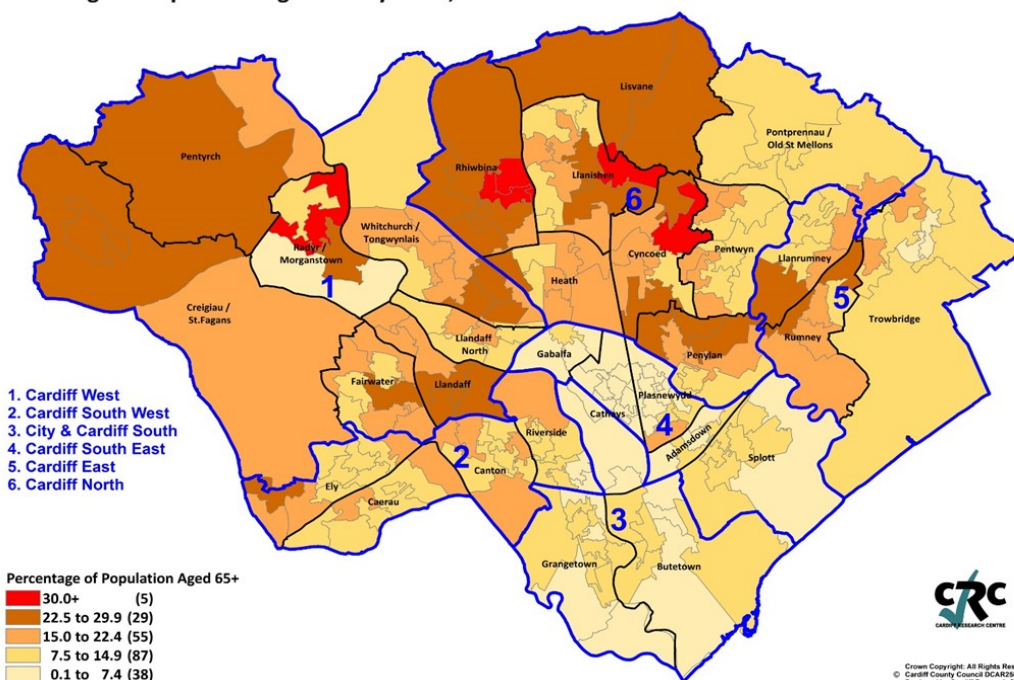 Lisvane
Pontprennau /
Old St Mellons
Pentyrch
Rhiwbina
Llanishen
6
Whitchurch /
Tongwynlais
Radyr /
Morganstown
1
Cyncoed
Pentwyn
Llanrumney
5
Heath
Trowbridge
Creigiau /
St.Fagans
Llandaff
North
Gabalfa
Penylan
Rumney
Fairwater
Llandaff
Plasnewydd
Cathays
4
1. Cardiff West
2. Cardiff South West
3. City & Cardiff South
4. Cardiff South East
5. Cardiff East
6. Cardiff North
Riverside
Adamsdown
2
Canton
Splott
Ely
Caerau
3
Grangetown
Butetown
Percentage of Population Aged 65+
30.0+ (5)
22.5 to 29.9 (29)
15.0 to 22.4 (55)
7.5 to 14.9 (87)
0.1 to 7.4 (38)
CRC
CARDIFF RESEARCH CENTRE
Crown Copyright: All Rights Res
© Cardiff County Council DCAR25